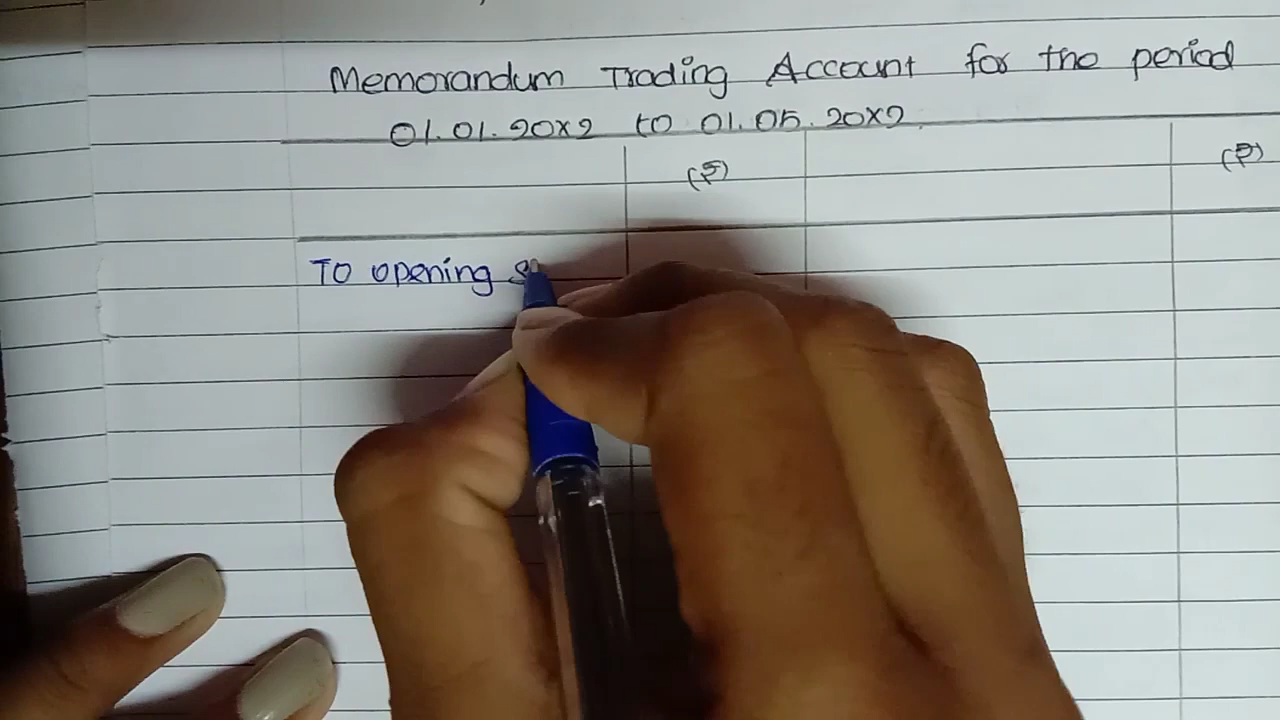 Memorandum Trading Account for the period
01.01.20x2 to 01.05.20x2.
(₹) (₹)
To opening s